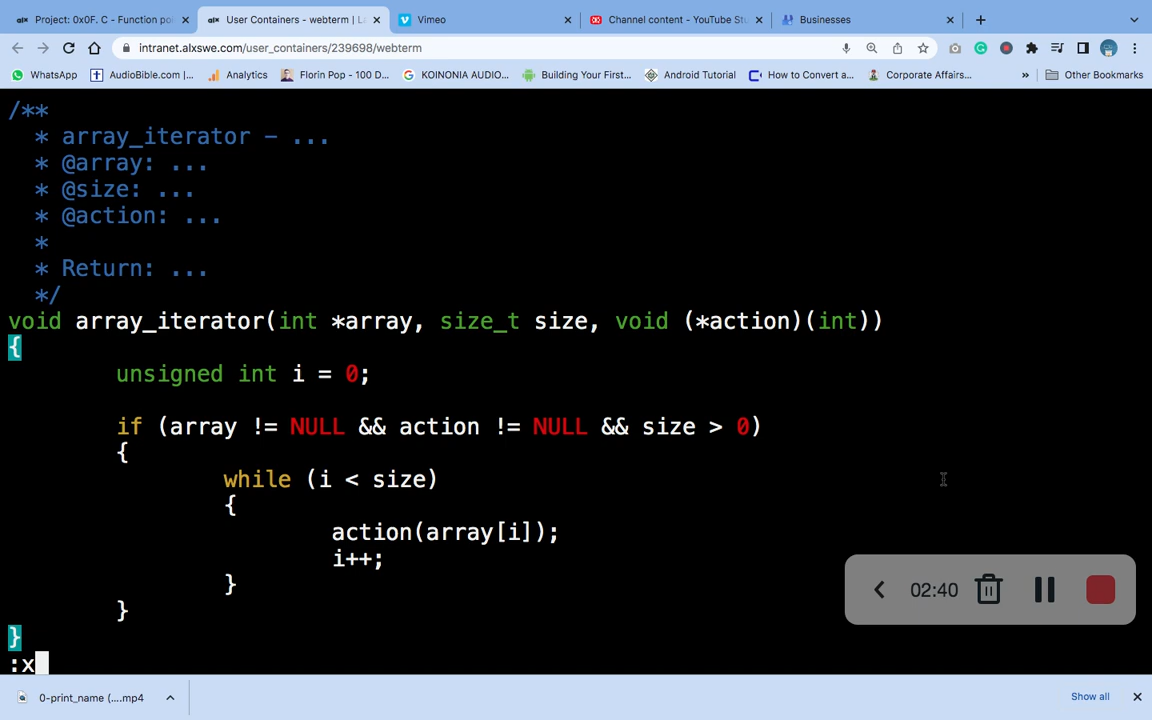 Project: 0x0F. C - Function po
User Containers - webterm | L
Vimeo
Channel content - YouTube St
Businesses
intranet.alxswe.com/user_containers/239698/webterm
WhatsApp
AudioBible.com |...
Analytics
Florin Pop - 100 D...
KOINONIA AUDIO...
Building Your First...
Android Tutorial
How to Convert a...
Corporate Affairs...
»
Other Bookmarks
/**
* array_iterator - ...
* @array: ...
* @size: ...
* @action: ...
*
* Return: ...
*/
void array_iterator(int *array, size_t size, void (*action)(int))
{
unsigned int i = 0;
if (array != NULL && action != NULL && size > 0)
{
while (i < size)
{
action(array[i]);
i++;
}
}
}
02:40
:x
0-print_name (....mp4
Show all